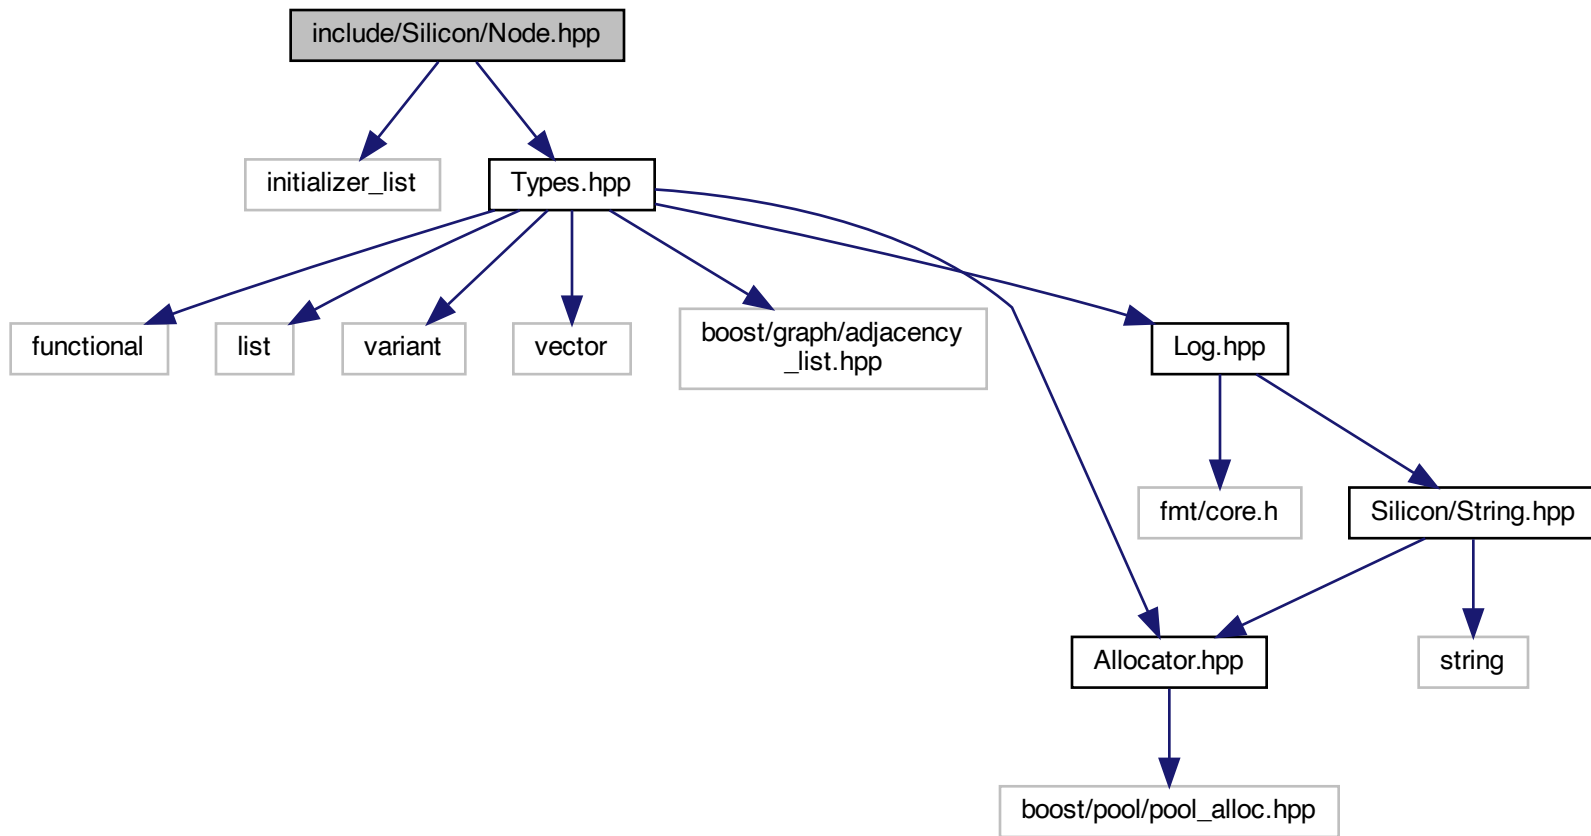 include/Silicon/Node.hpp
initializer_list
Types.hpp
functional
list
variant
vector
boost/graph/adjacency
_list.hpp
Log.hpp
fmt/core.h
Silicon/String.hpp
Allocator.hpp
string
boost/pool/pool_alloc.hpp